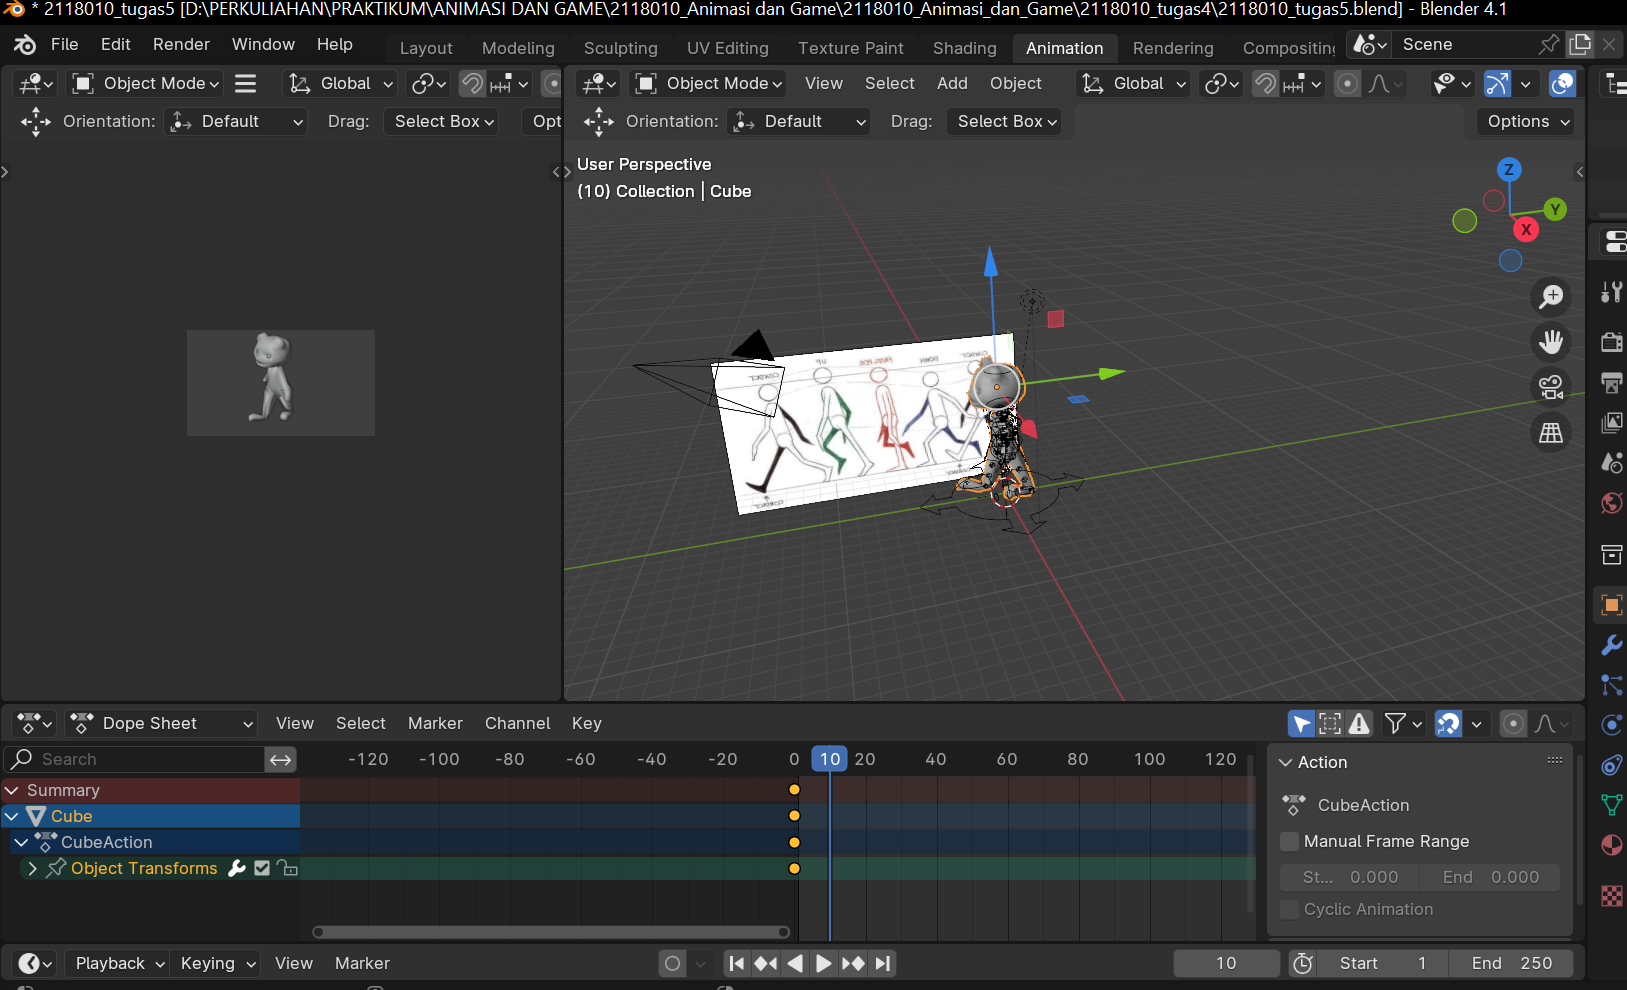 * 2118010_tugas5 [D:\PERKULIAHAN\PRAKTIKUM\ANIMASI DAN GAME\2118010_Animasi dan Game\2118010_Animasi_dan_Game\2118010_tugas4\2118010_tugas5.blend] - Blender 4.1
File Edit Render Window Help Layout Modeling Sculpting UV Editing Texture Paint Shading Animation Rendering Compositing Scene
Object Mode Global Object Mode View Select Add Object Global
Orientation: Default Drag: Select Box Opt Orientation: Default Drag: Select Box Options
User Perspective
(10) Collection | Cube
Z
Y
X
CONTACT UP DOWN CONTACT
Dope Sheet View Select Marker Channel Key
Search -120 -100 -80 -60 -40 -20 0 10 20 40 60 80 100 120
Action
Summary
CubeAction
Cube
Manual Frame Range
CubeAction
Object Transforms
St... 0.000 End 0.000
Cyclic Animation
Playback Keying View Marker 10 Start 1 End 250